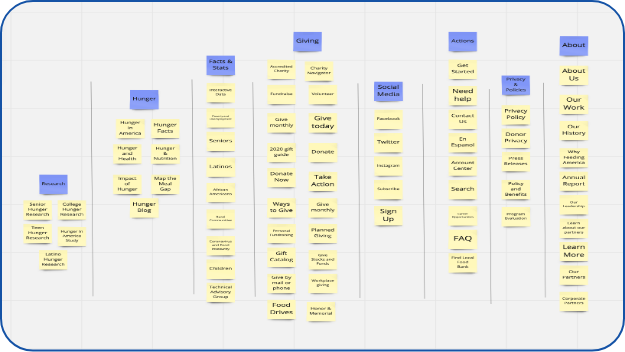 Research
Senior
Hunger
Research
College
Hunger
Research
Teen
Hunger
Research
Hunger in
America
Study
Latino
Hunger
Research
Hunger
Hunger
in
America
Hunger
Facts
Hunger
and
Health
Hunger
&
Nutrition
Impact
of
Hunger
Map the
Meal
Gap
Hunger
Blog
Facts &
Stats
Interactive
Data
Seniors
Latinos
African
Americans
Children
Technical
Advisory
Group
Giving
Accredited
Charity
Charity
Navigator
Fundraise
Volunteer
Give
monthly
Give
today
2020 gift
guide
Donate
Donate
Now
Take
Action
Ways
to Give
Give
monthly
Personal
Fundraising
Planned
Giving
Gift
Catalog
Give
Stocks and
Funds
Give by
mail or
phone
Workplace
giving
Food
Drives
Honor &
Memorial
Social
Media
Facebook
Twitter
Instagram
Subscribe
Sign
Up
Actions
Get
Started
Need
help
Contact
us
En
Espanol
Account
Center
Search
FAQ
Find Local
Food
Bank
Privacy
&
Policies
Privacy
Policy
Donor
Privacy
Press
Releases
Policy
and
Benefits
Program
Evaluation
About
About
Us
Our
Work
Our
History
Why
Feeding
America
Annual
Report
Our
Leadership
Learn
about our
partners
Learn
More
Our
Partners
Corporate
Partners